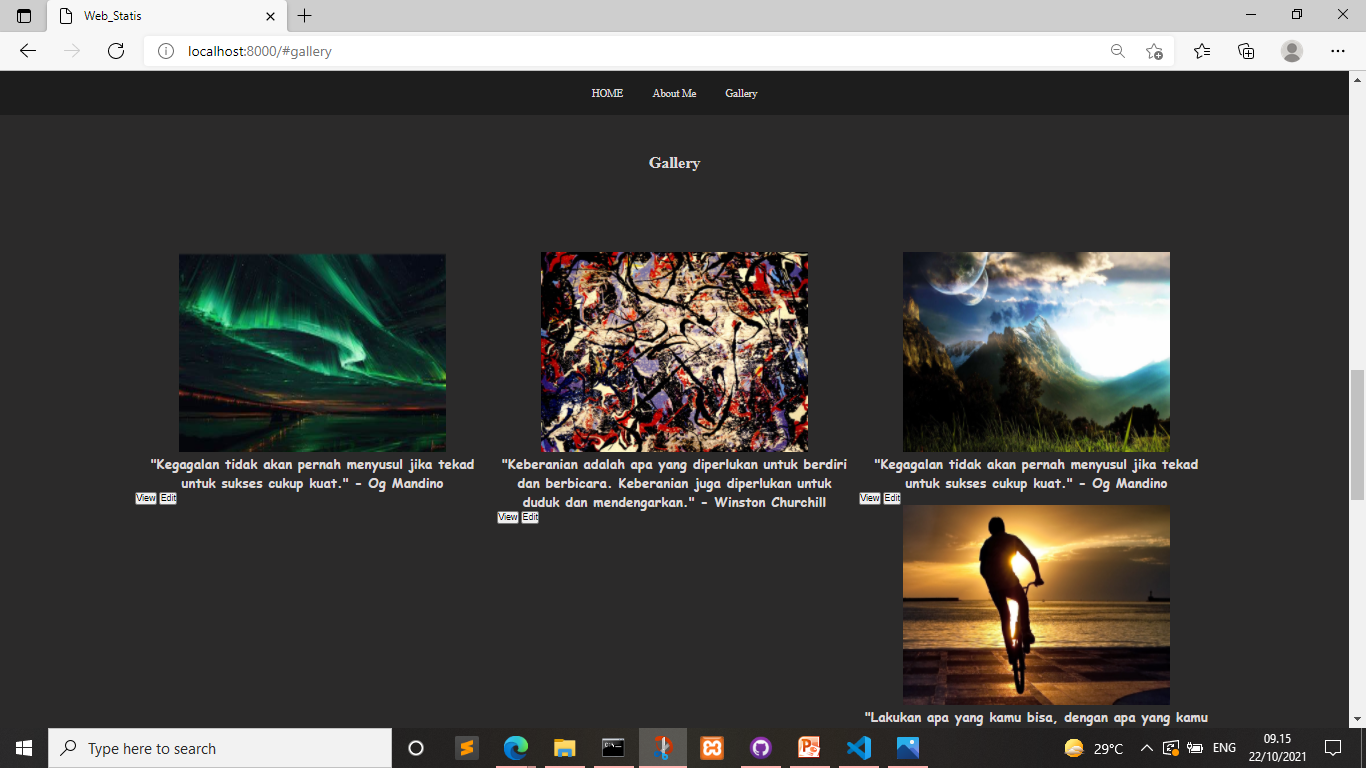 Web_Statis
localhost:8000/#gallery
HOME About Me Gallery
Gallery
"Kegagalan tidak akan pernah menyusul jika tekad
untuk sukses cukup kuat." - Og Mandino
View Edit
"Keberanian adalah apa yang diperlukan untuk berdiri
dan berbicara. Keberanian juga diperlukan untuk
duduk dan mendengarkan." - Winston Churchill
View Edit
"Kegagalan tidak akan pernah menyusul jika tekad
untuk sukses cukup kuat." - Og Mandino
View Edit
"Lakukan apa yang kamu bisa, dengan apa yang kamu
Type here to search
29°C
ENG
09.15
22/10/2021